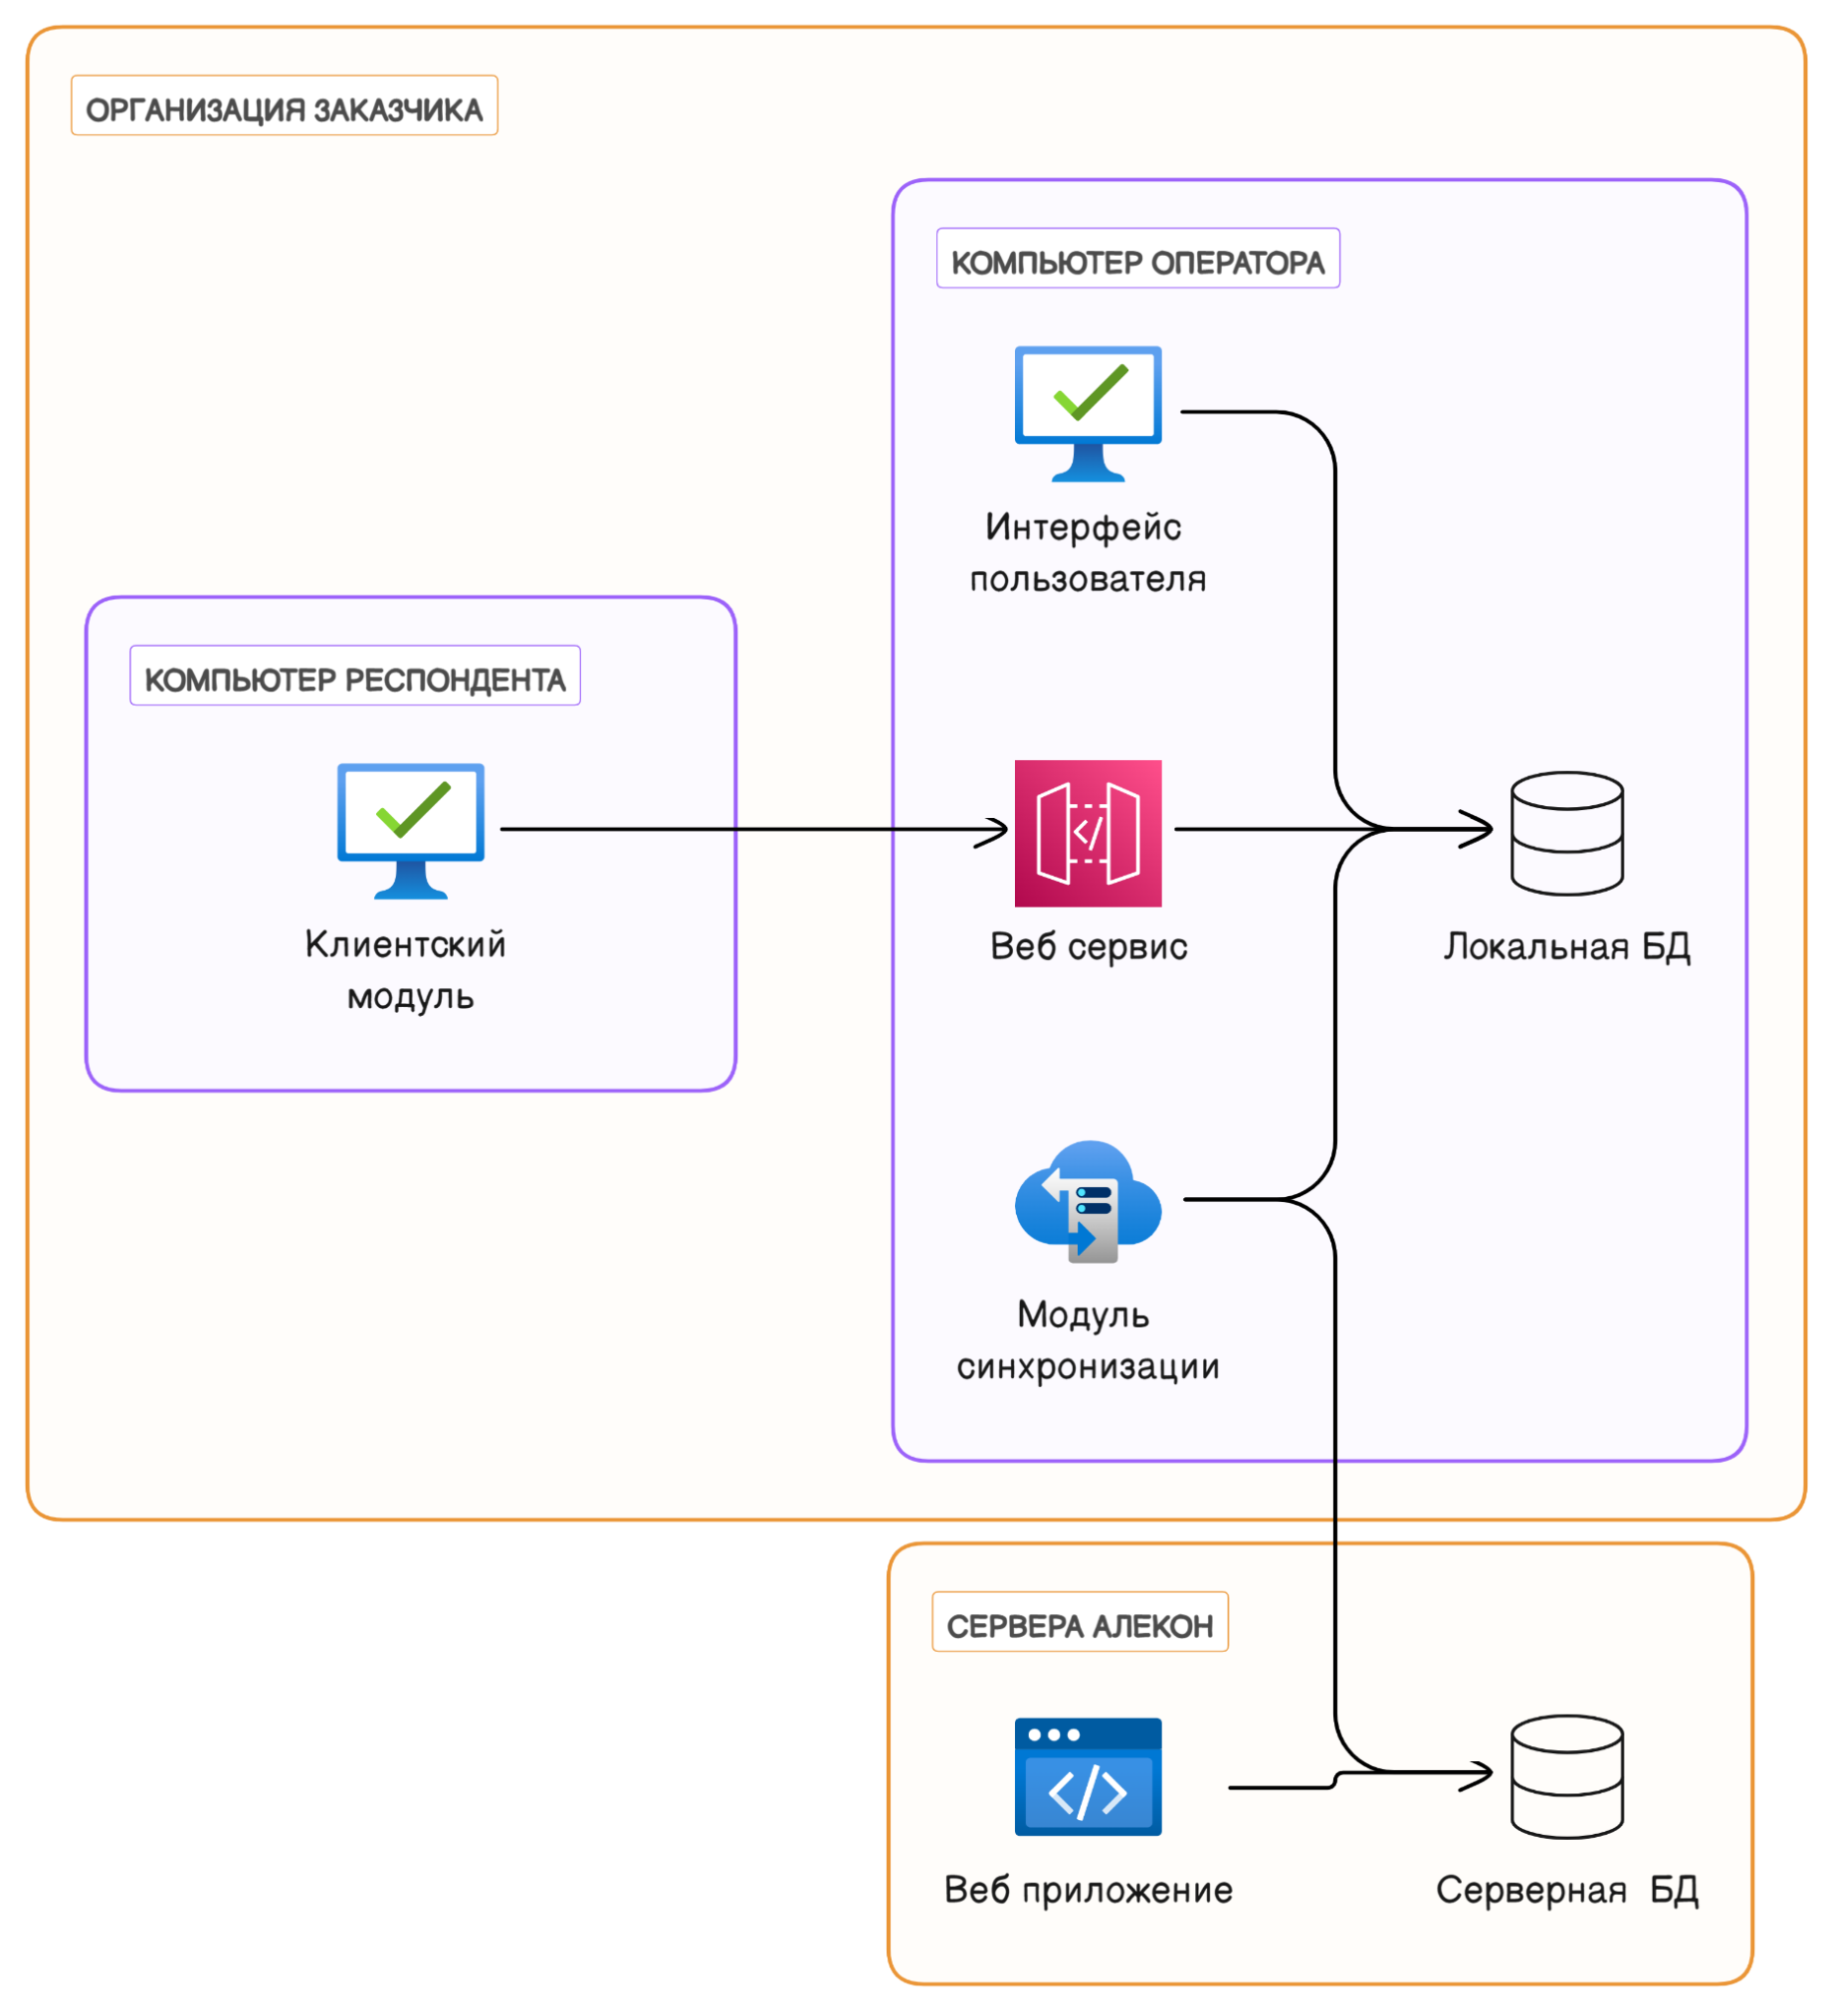 ОРГАНИЗАЦИЯ ЗАКАЗЧИКА
КОМПЬЮТЕР ОПЕРАТОРА
Интерфейс
пользователя
КОМПЬЮТЕР РЕСПОНДЕНТА
Клиентский
модуль
Веб сервис
Локальная БД
Модуль
синхронизации
СЕРВЕРА АЛЕКОН
Веб приложение
Серверная БД